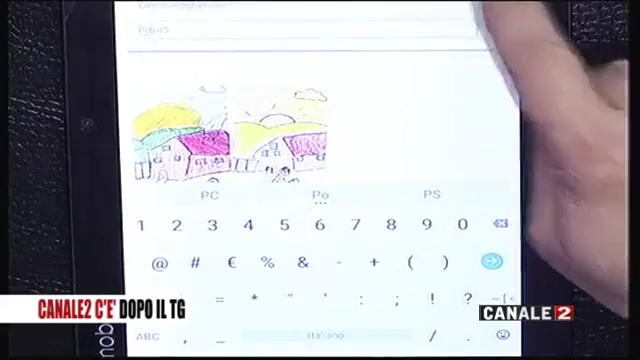 PC Po PS
1 2 3 4 5 6 7 8 9 0
@ # € % & - + ( )
= * " ' : ; ! ?
ABC , _ Italiano / .
CANALE2 C'E' DOPO IL TG
CANALE 2
mob